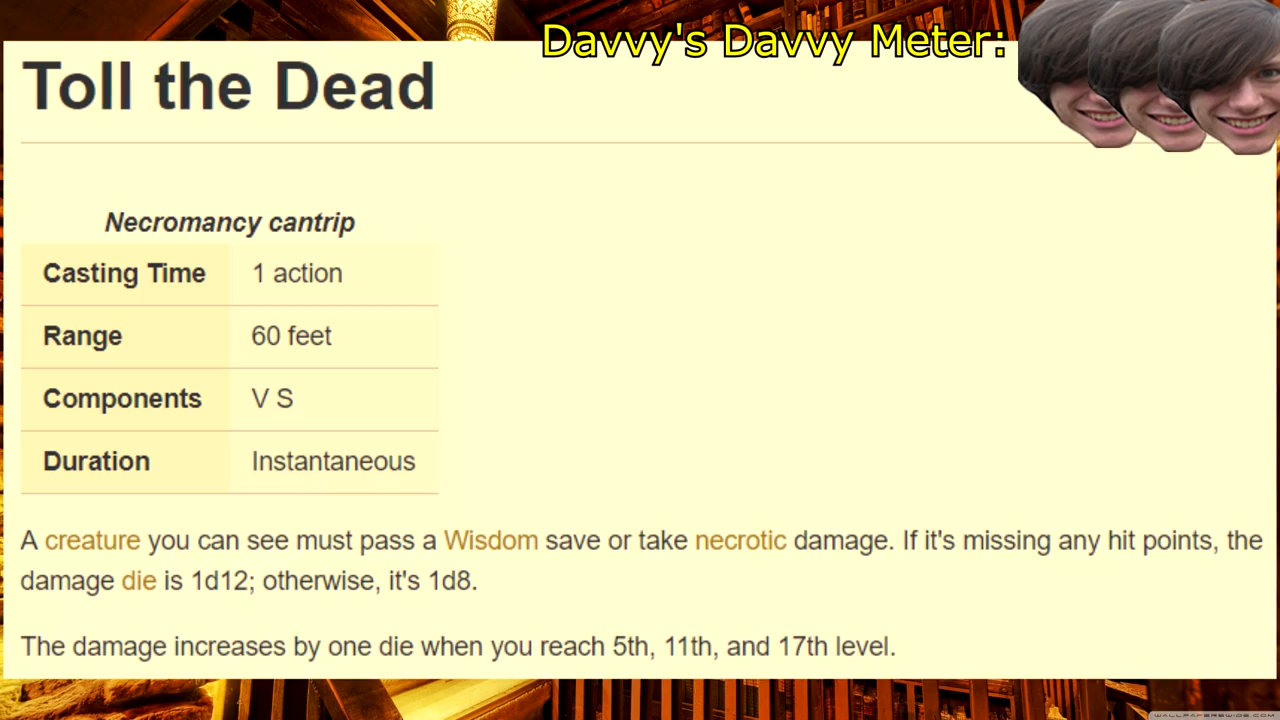 Davvy's Davvy Meter:
Toll the Dead
Necromancy cantrip
Casting Time 1 action
Range 60 feet
Components V S
Duration Instantaneous
A creature you can see must pass a Wisdom save or take necrotic damage. If it's missing any hit points, the
damage die is 1d12; otherwise, it's 1d8.
The damage increases by one die when you reach 5th, 11th, and 17th level.
WALLPAPERSWIDE.COM